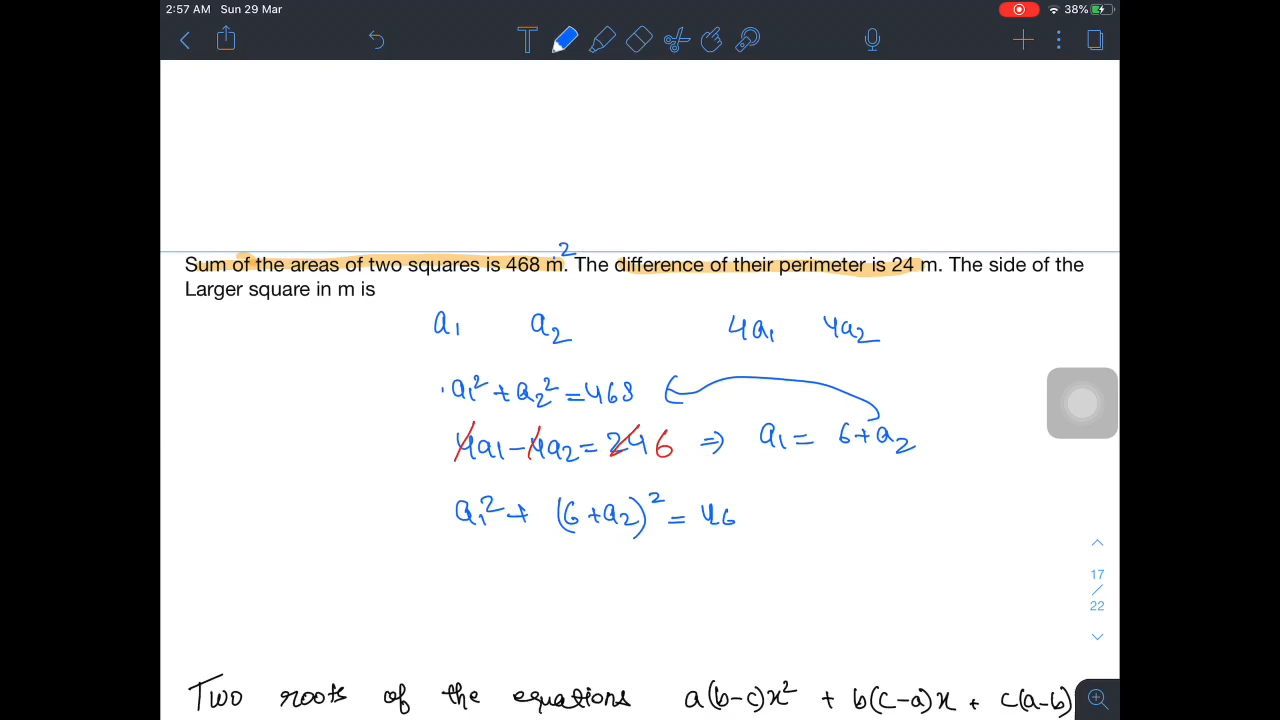 2:57 AM Sun 29 Mar 38%
T
Sum of the areas of two squares is 468 m². The difference of their perimeter is 24 m. The side of the
Larger square in m is
a₁ a₂ 4a₁ 4a₂
a₁² + a₂² = 468
4a₁ - 4a₂ = 24 6 ⇒ a₁ = 6 + a₂
a₁² + (6 + a₂)² = 46
17
/
22
Two roots of the equations a(b-c)x² + b(c-a)x + c(a-b)